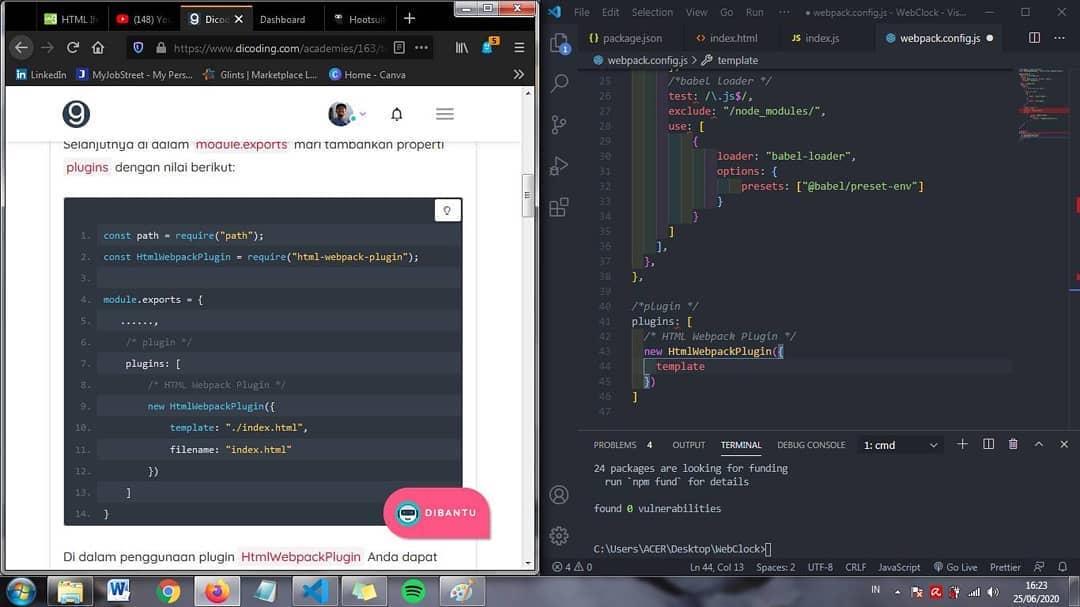 HTML
(148) Yo
Dicod
Dashboard
Hootsui
https://www.dicoding.com/academies/163/t
5
LinkedIn
MyJobStreet - My Pers...
Glints | Marketplace L...
Home - Canva
Selanjutnya di dalam module.exports mari tambahkan properti
plugins dengan nilai berikut:
1. const path = require("path");
2. const HtmlWebpackPlugin = require("html-webpack-plugin");
3.
4. module.exports = {
5. ......,
6. /* plugin */
7. plugins: [
8. /* HTML Webpack Plugin */
9. new HtmlWebpackPlugin({
10. template: "./index.html",
11. filename: "index.html"
12. })
13. ]
14. }
DIBANTU
Di dalam penggunaan plugin HtmlWebpackPlugin Anda dapat
File Edit Selection View Go Run ··· ● webpack.config.js - WebClock - Vis...
1
{} package.json
<> index.html
JS index.js
webpack.config.js ●
webpack.config.js > template
25 /*babel loader */
26 test: /\.js$/,
27 exclude: "/node_modules/",
28 use: [
29 {
30 loader: "babel-loader",
31 options: {
32 presets: ["@babel/preset-env"]
33 }
34 }
35 ]
36 ],
37 },
38 },
39
40 /*plugin */
41 plugins: [
42 /* HTML Webpack Plugin */
43 new HtmlWebpackPlugin({
44 template
45 })
46 ]
47
PROBLEMS 4 OUTPUT TERMINAL DEBUG CONSOLE 1: cmd
24 packages are looking for funding
run `npm fund` for details
found 0 vulnerabilities
C:\Users\ACER\Desktop\WebClock>
4 0 Ln 44, Col 13 Spaces: 2 UTF-8 CRLF JavaScript Go Live Prettier
IN
16:23
25/06/2020